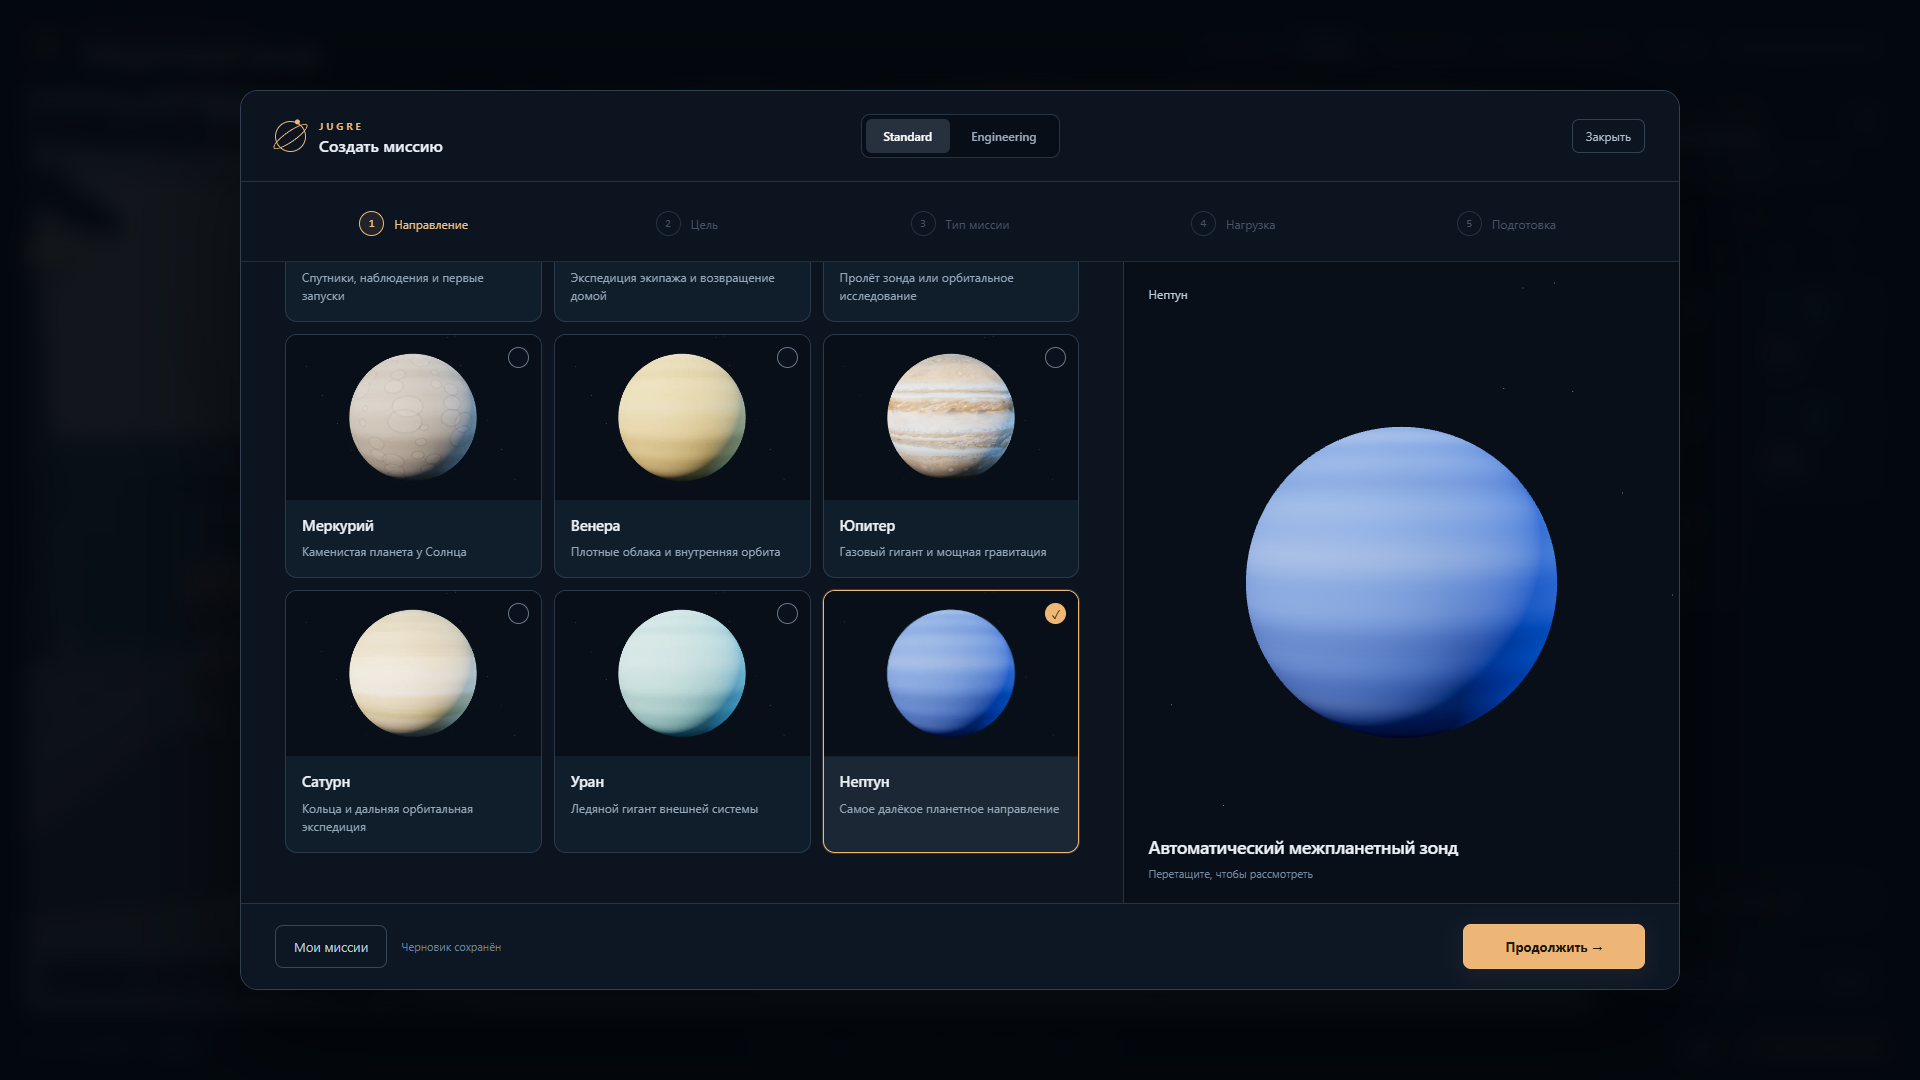 JUGRE
Создать миссию
Standard
Engineering
Закрыть
1 Направление
2 Цель
3 Тип миссии
4 Нагрузка
5 Подготовка
Спутники, наблюдения и первые
запуски
Экспедиция экипажа и возвращение
домой
Пролёт зонда или орбитальное
исследование
Меркурий
Каменистая планета у Солнца
Венера
Плотные облака и внутренняя орбита
Юпитер
Газовый гигант и мощная гравитация
Сатурн
Кольца и дальняя орбитальная
экспедиция
Уран
Ледяной гигант внешней системы
Нептун
Самое далёкое планетное направление
Нептун
Автоматический межпланетный зонд
Перетащите, чтобы рассмотреть
Мои миссии
Черновик сохранён
Продолжить →